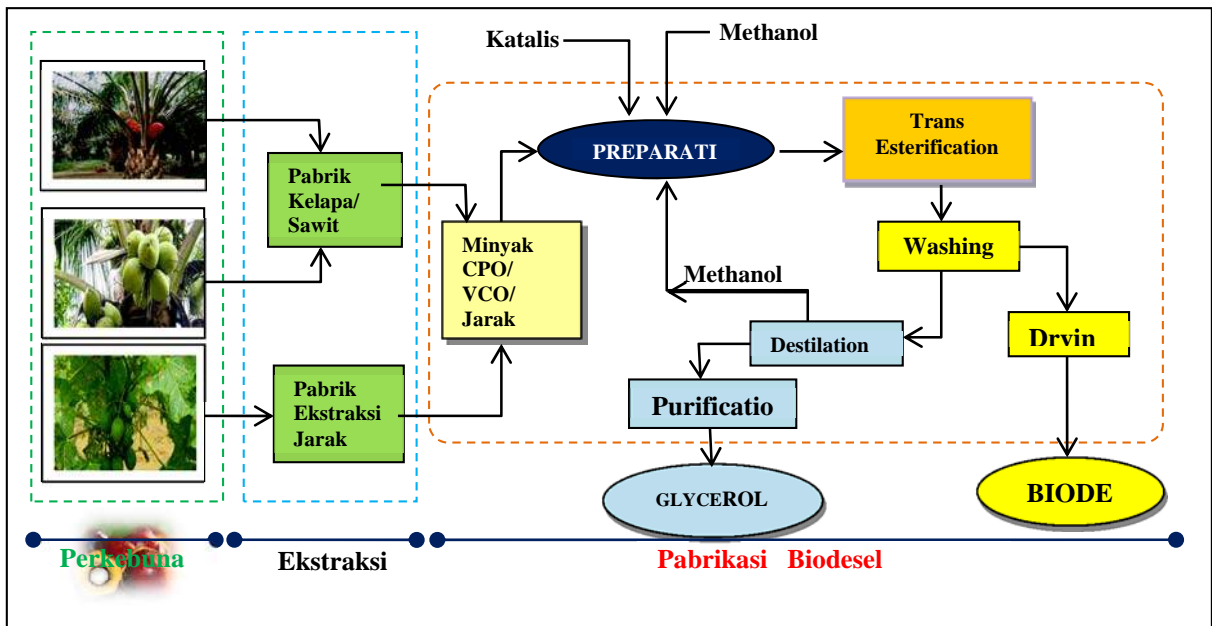 Katalis
Methanol
PREPARATI
Trans
Esterification
Pabrik
Kelapa/
Sawit
Minyak
CPO/
VCO/
Jarak
Washing
Methanol
Destilation
Drvin
Pabrik
Ekstraksi
Jarak
Purificatio
GLYCEROL
BIODE
Perkebuna
Ekstraksi
Pabrikasi Biodesel